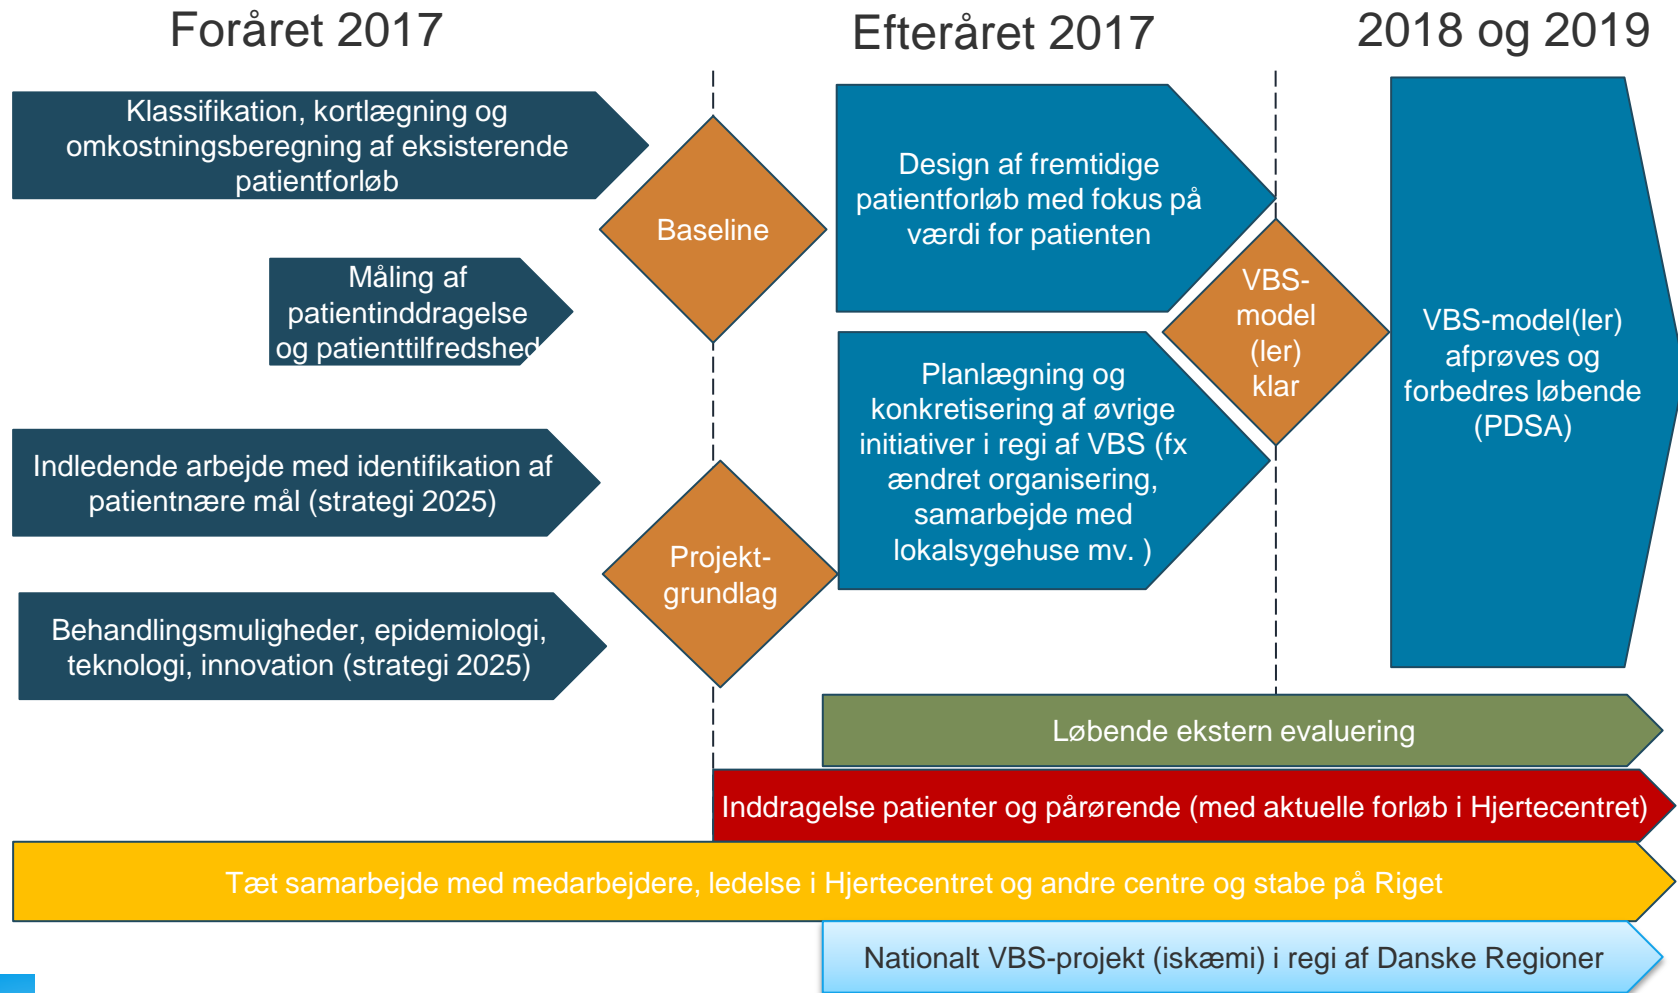 Foråret 2017
Efteråret 2017
2018 og 2019
Klassifikation, kortlægning og
omkostningsberegning af eksisterende
patientforløb
Måling af
patientinddragelse
og patienttilfredshed
Indledende arbejde med identifikation af
patientnære mål (strategi 2025)
Behandlingsmuligheder, epidemiologi,
teknologi, innovation (strategi 2025)
Baseline
Projekt-
grundlag
Design af fremtidige
patientforløb med fokus på
værdi for patienten
Planlægning og
konkretisering af øvrige
initiativer i regi af VBS (fx
ændret organisering,
samarbejde med
lokalsygehuse mv. )
VBS-
model
(ler)
klar
VBS-model(ler)
afprøves og
forbedres løbende
(PDSA)
Løbende ekstern evaluering
Inddragelse patienter og pårørende (med aktuelle forløb i Hjertecentret)
Tæt samarbejde med medarbejdere, ledelse i Hjertecentret og andre centre og stabe på Riget
Nationalt VBS-projekt (iskæmi) i regi af Danske Regioner